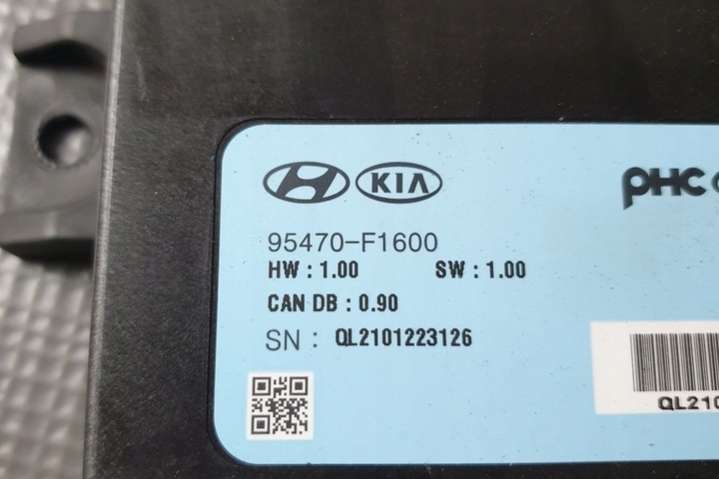 KIA
PHC
95470-F1600
HW : 1.00 SW : 1.00
CAN DB : 0.90
SN : QL2101223126
QL210